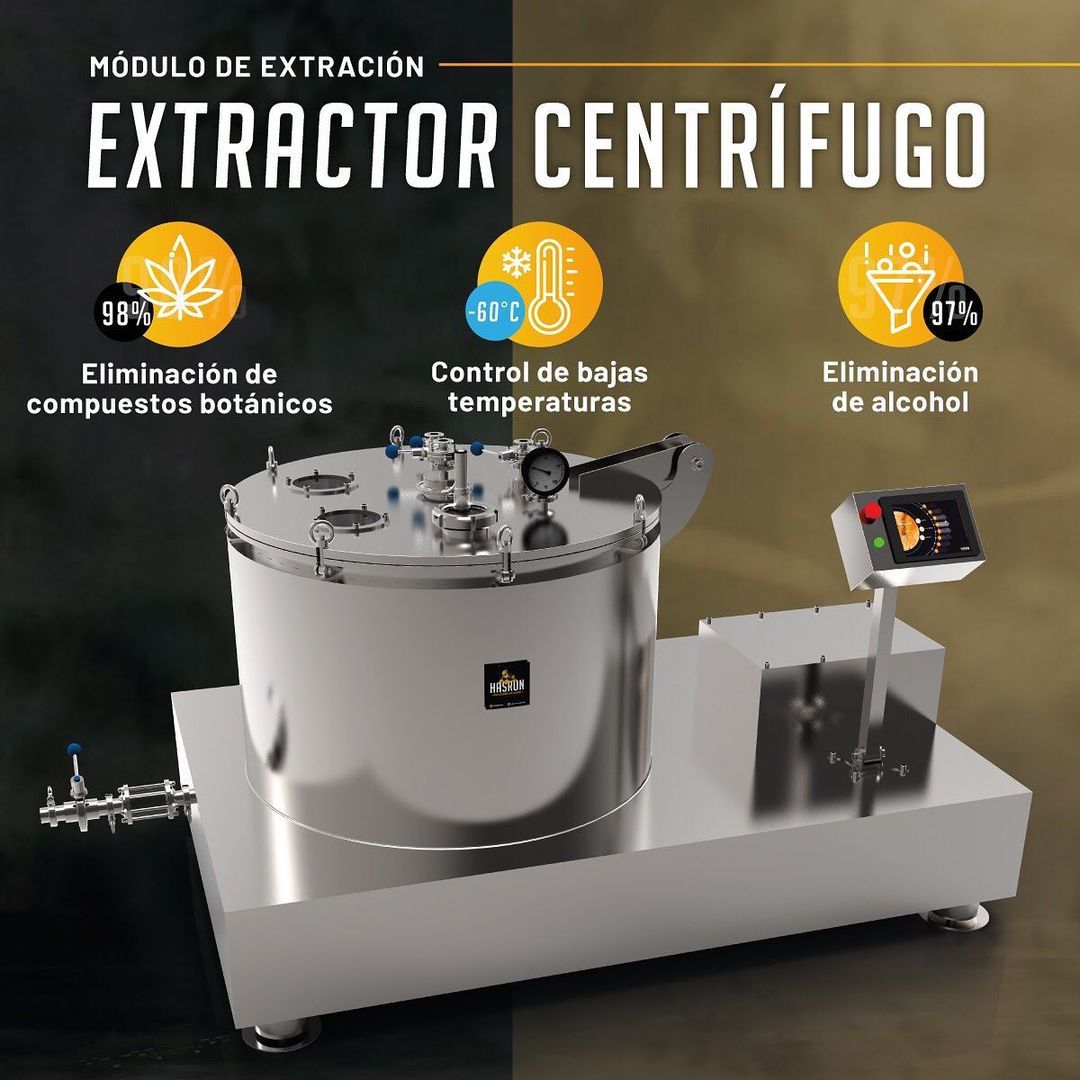 MÓDULO DE EXTRACIÓN
EXTRACTOR CENTRÍFUGO
98%
Eliminación de
compuestos botánicos
-60°C
Control de bajas
temperaturas
97%
Eliminación
de alcohol
HASRUN